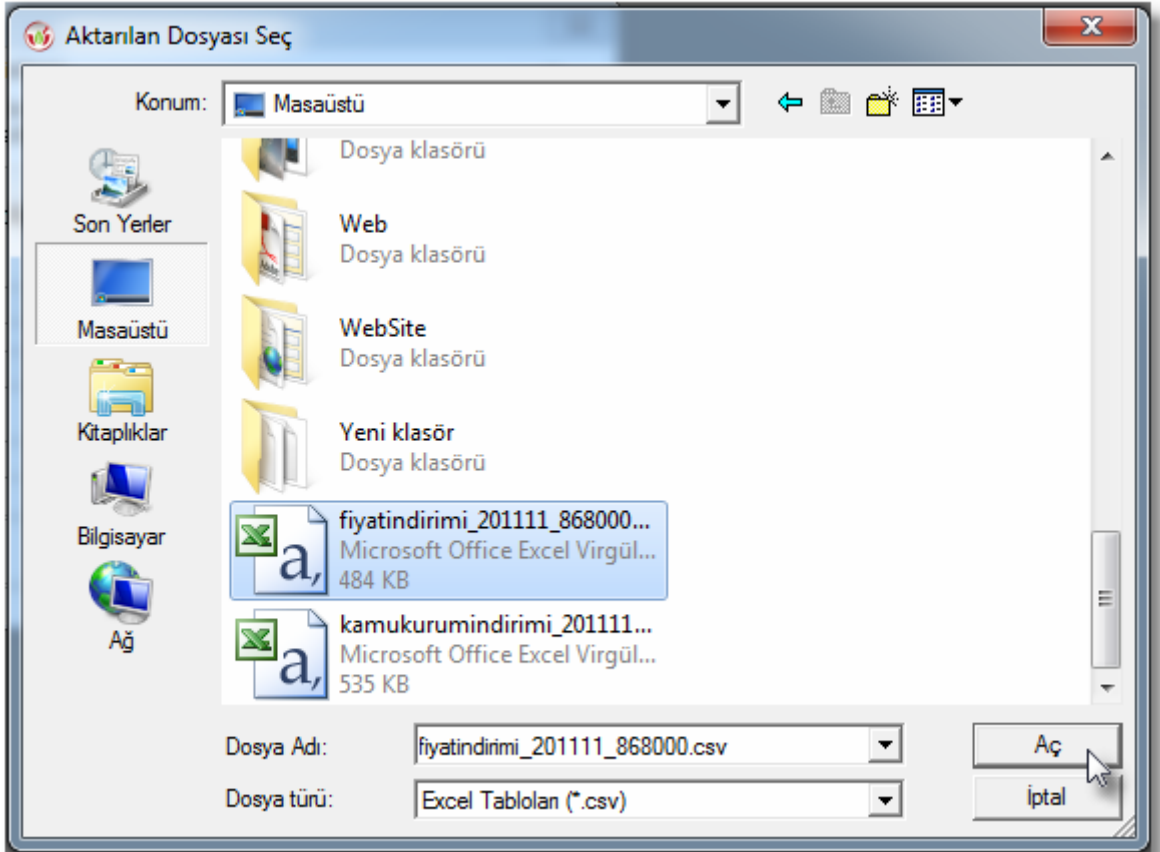 Aktarılan Dosyası Seç
Konum:
Masaüstü
Son Yerler
Masaüstü
Kitaplıklar
Bilgisayar
Ağ
Dosya klasörü
Web
Dosya klasörü
WebSite
Dosya klasörü
Yeni klasör
Dosya klasörü
fiyatindirimi_201111_868000...
Microsoft Office Excel Virgül...
484 KB
kamukurumindirimi_201111...
Microsoft Office Excel Virgül...
535 KB
Dosya Adı:
fiyatindirimi_201111_868000.csv
Aç
Dosya türü:
Excel Tabloları (*.csv)
İptal